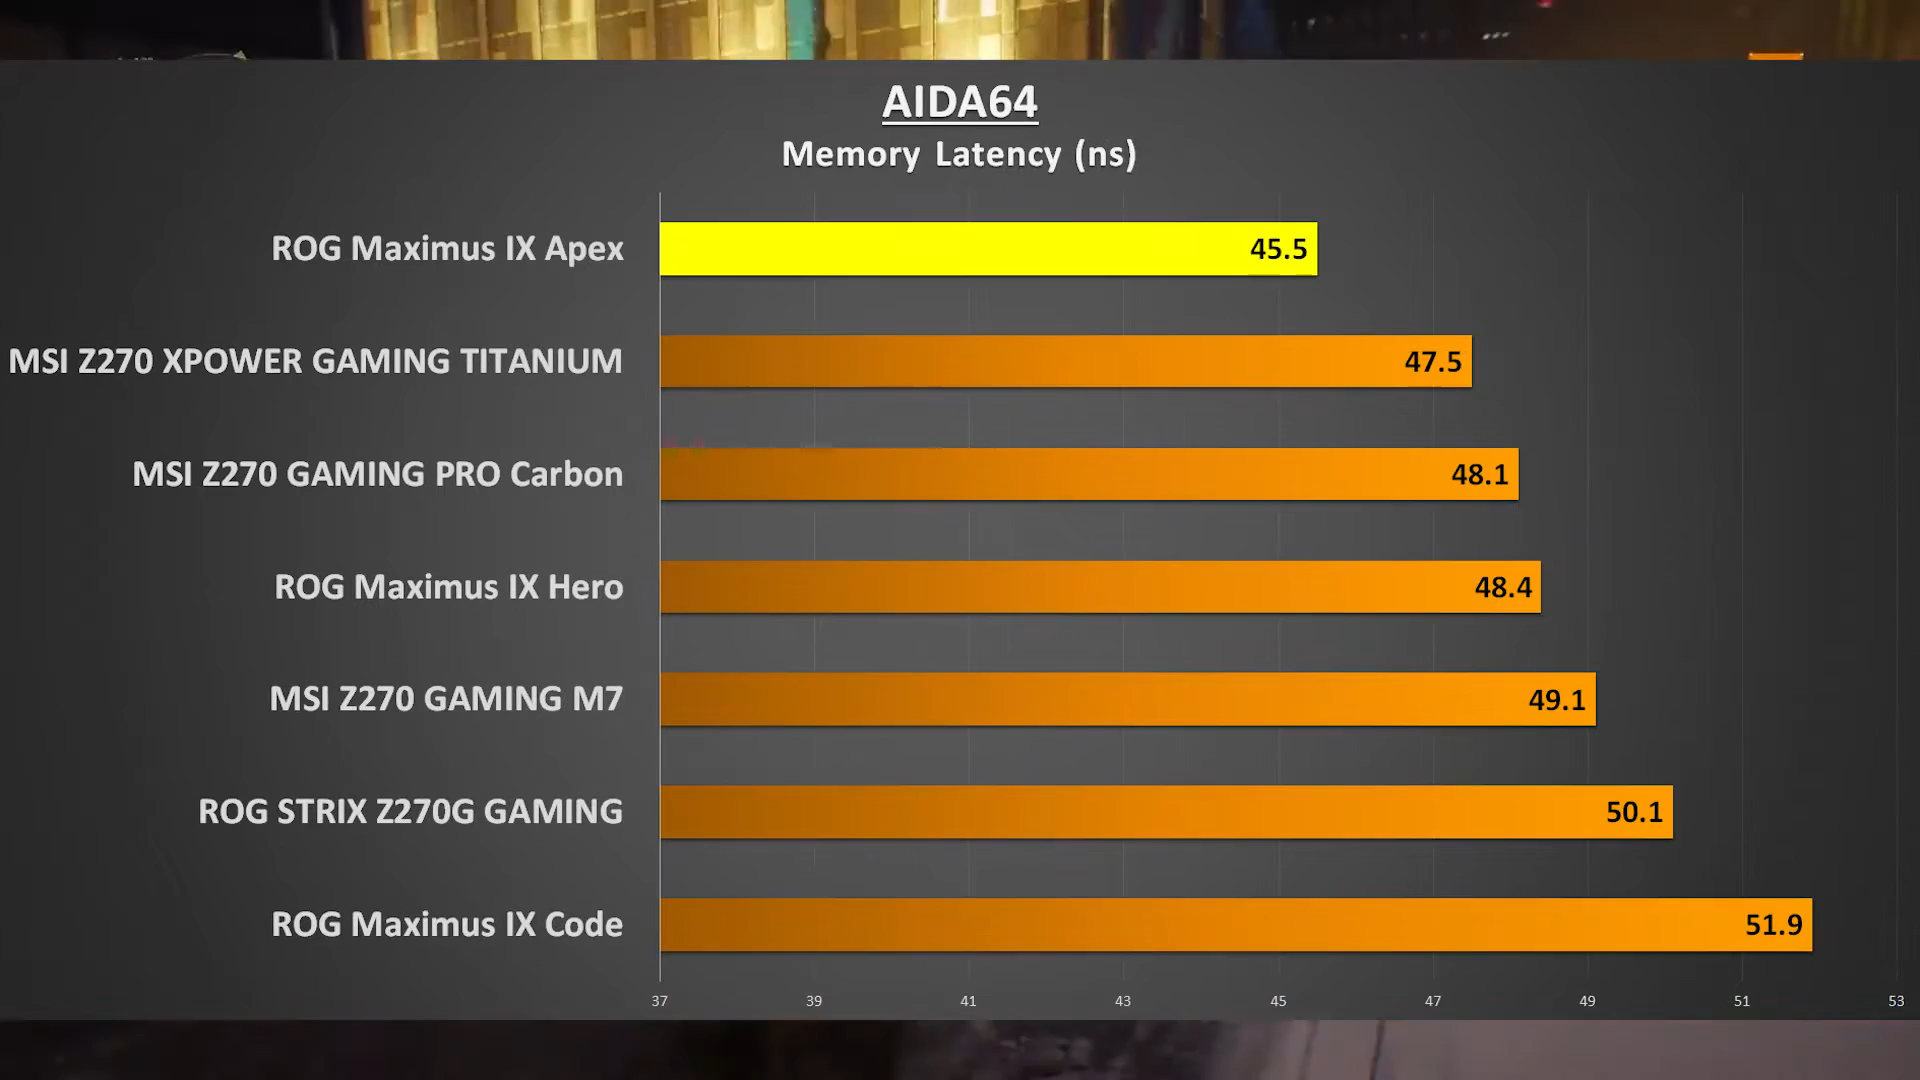 AIDA64
Memory Latency (ns)
ROG Maximus IX Apex 45.5
MSI Z270 XPOWER GAMING TITANIUM 47.5
MSI Z270 GAMING PRO Carbon 48.1
ROG Maximus IX Hero 48.4
MSI Z270 GAMING M7 49.1
ROG STRIX Z270G GAMING 50.1
ROG Maximus IX Code 51.9
37 39 41 43 45 47 49 51 53